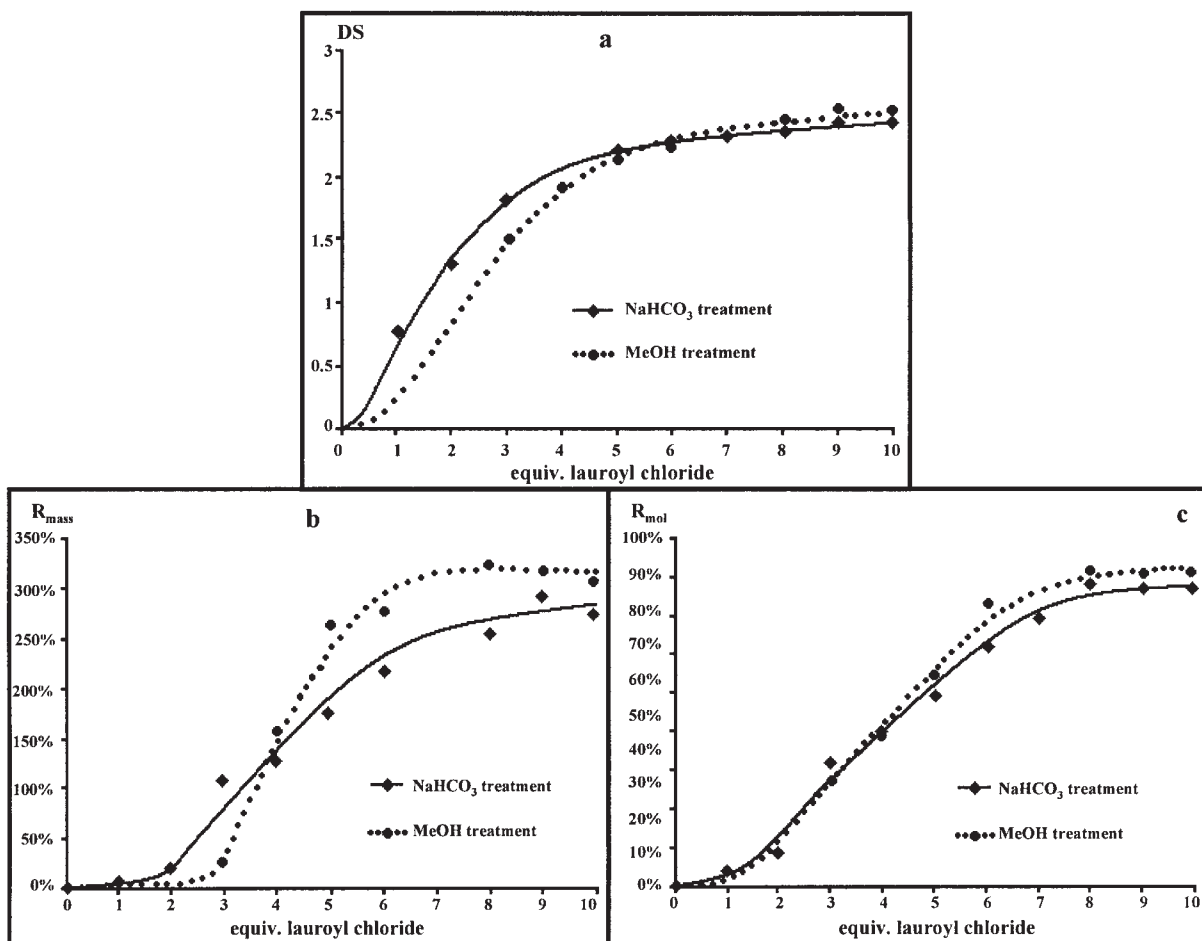 DS
a
3
2.5
2
1.5
1
0.5
0
NaHCO3 treatment
MeOH treatment
0 1 2 3 4 5 6 7 8 9 10
equiv. lauroyl chloride
Rmass
b
350%
300%
250%
200%
150%
100%
50%
0%
NaHCO3 treatment
MeOH treatment
0 1 2 3 4 5 6 7 8 9 10
equiv. lauroyl chloride
Rmol
c
100%
90%
80%
70%
60%
50%
40%
30%
20%
10%
0%
NaHCO3 treatment
MeOH treatment
0 1 2 3 4 5 6 7 8 9 10
equiv. lauroyl chloride